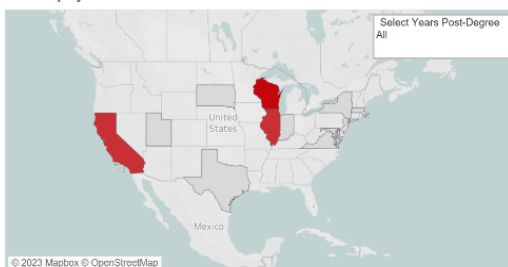 Select Years Post-Degree
All
United
States
Mexico
© 2023 Mapbox © OpenStreetMap